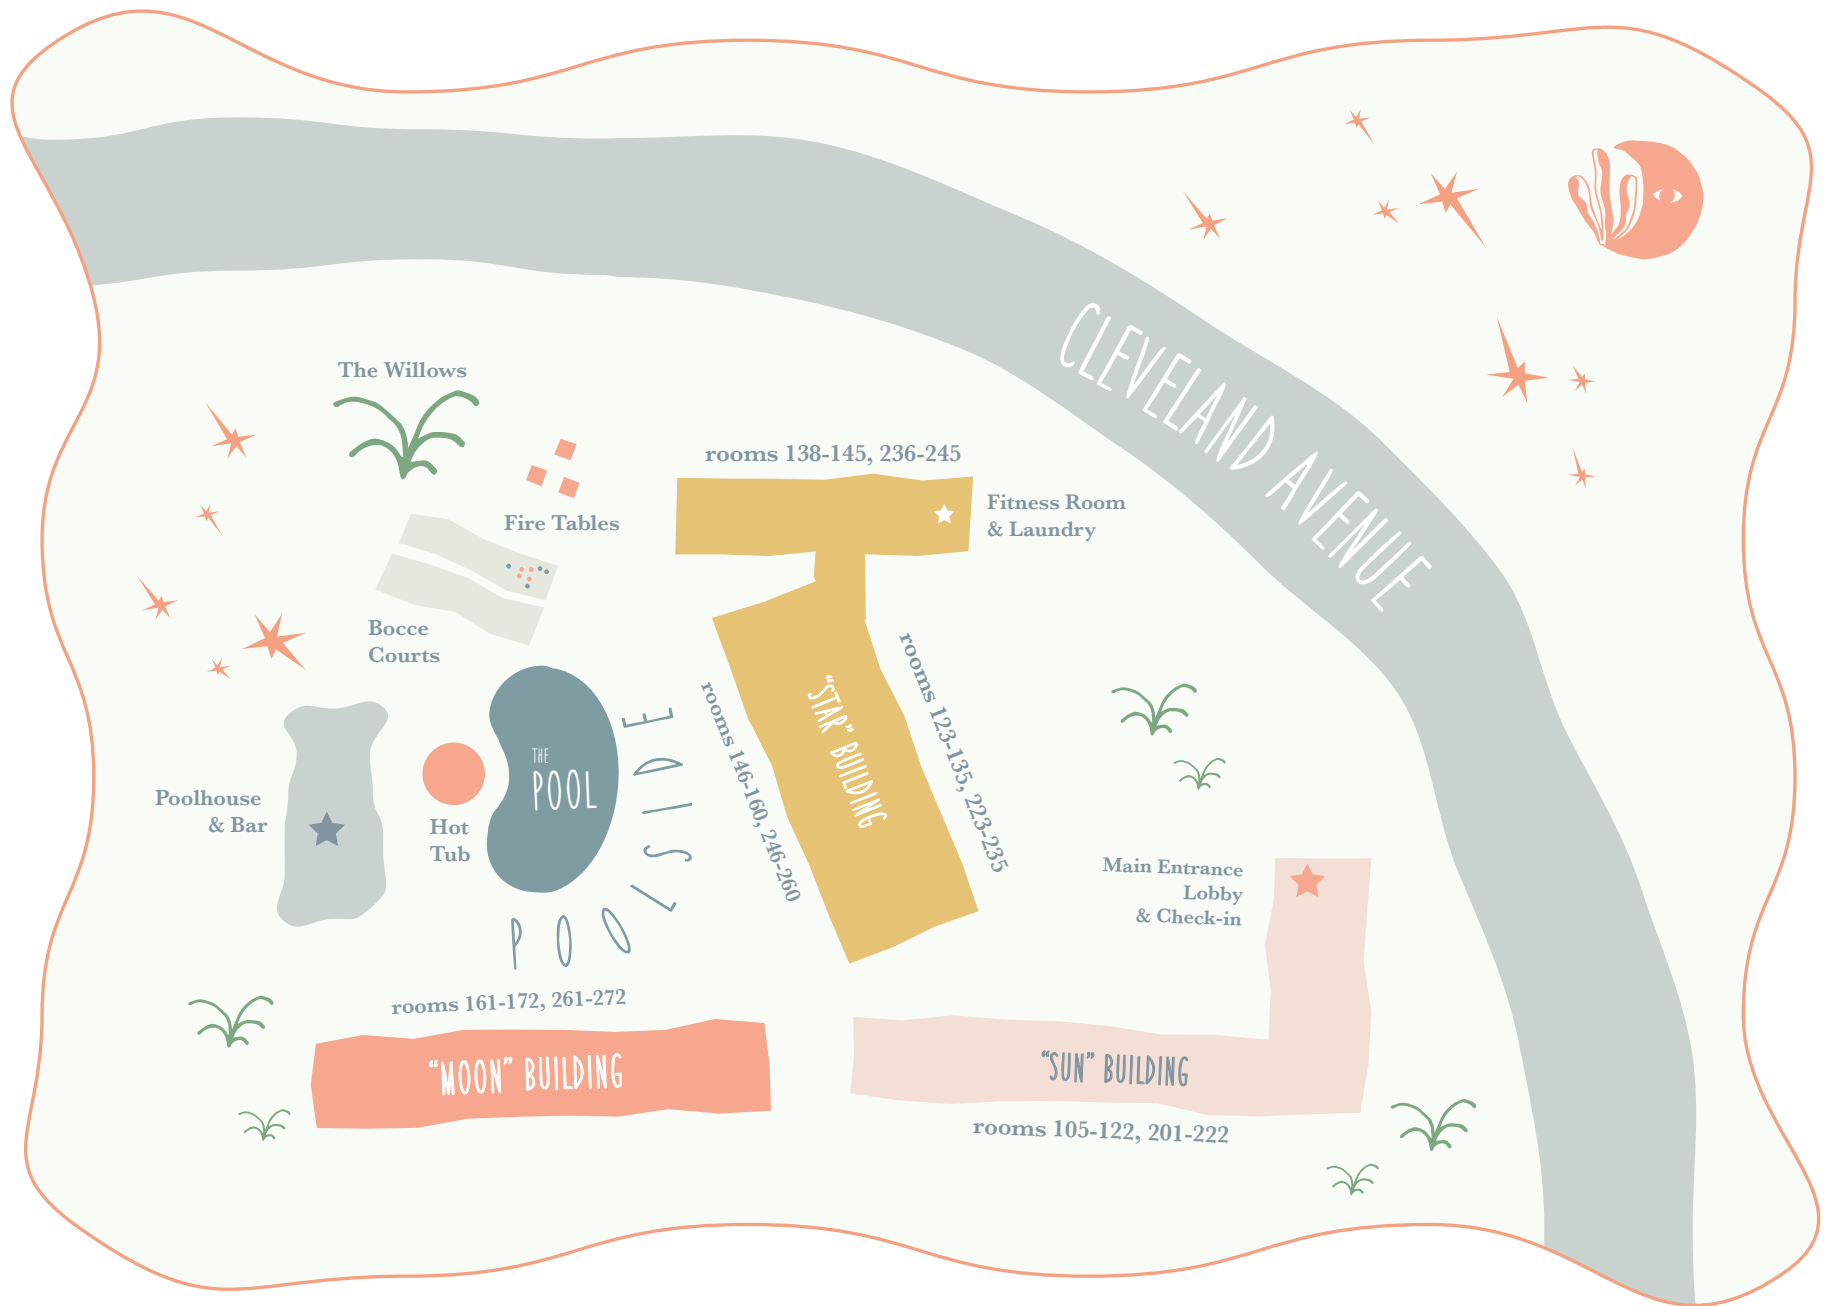 CLEVELAND AVENUE
The Willows
Fire Tables
rooms 138-145, 236-245
Fitness Room
& Laundry
Bocce
Courts
"STAR" BUILDING
rooms 146-160, 246-260
rooms 123-135, 223-235
THE
POOL
POOLSIDE
Poolhouse
& Bar
Hot
Tub
Main Entrance
Lobby
& Check-in
rooms 161-172, 261-272
"MOON" BUILDING
"SUN" BUILDING
rooms 105-122, 201-222